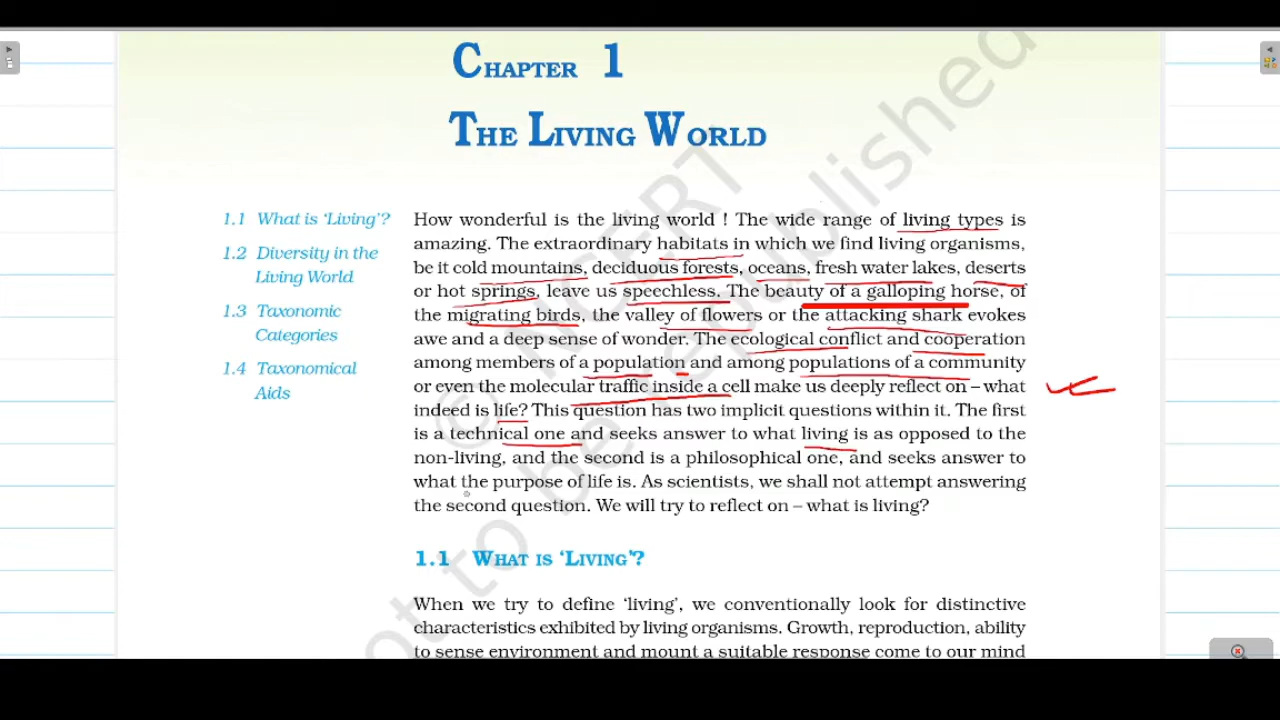 CHAPTER 1
THE LIVING WORLD
1.1 What is ‘Living’?
1.2 Diversity in the
Living World
1.3 Taxonomic
Categories
1.4 Taxonomical
Aids
How wonderful is the living world ! The wide range of living types is
amazing. The extraordinary habitats in which we find living organisms,
be it cold mountains, deciduous forests, oceans, fresh water lakes, deserts
or hot springs, leave us speechless. The beauty of a galloping horse, of
the migrating birds, the valley of flowers or the attacking shark evokes
awe and a deep sense of wonder. The ecological conflict and cooperation
among members of a population and among populations of a community
or even the molecular traffic inside a cell make us deeply reflect on – what
indeed is life? This question has two implicit questions within it. The first
is a technical one and seeks answer to what living is as opposed to the
non-living, and the second is a philosophical one, and seeks answer to
what the purpose of life is. As scientists, we shall not attempt answering
the second question. We will try to reflect on – what is living?
1.1 WHAT IS ‘LIVING’?
When we try to define ‘living’, we conventionally look for distinctive
characteristics exhibited by living organisms. Growth, reproduction, ability
to sense environment and mount a suitable response come to our mind
© NCERT
not to be republished